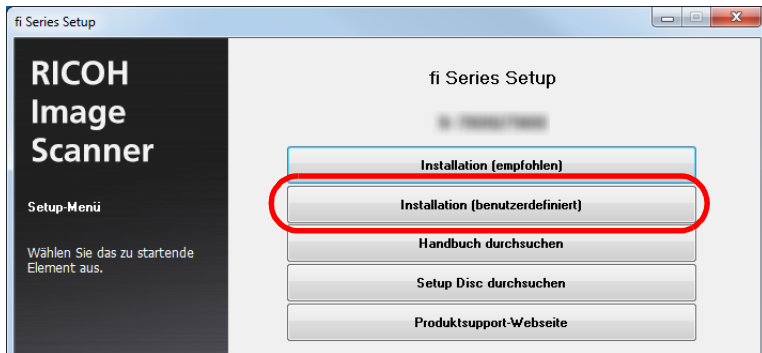 fi Series Setup
RICOH
Image
Scanner
Setup-Menü
Wählen Sie das zu startende
Element aus.
fi Series Setup
Installation (empfohlen)
Installation (benutzerdefiniert)
Handbuch durchsuchen
Setup Disc durchsuchen
Produktsupport-Webseite